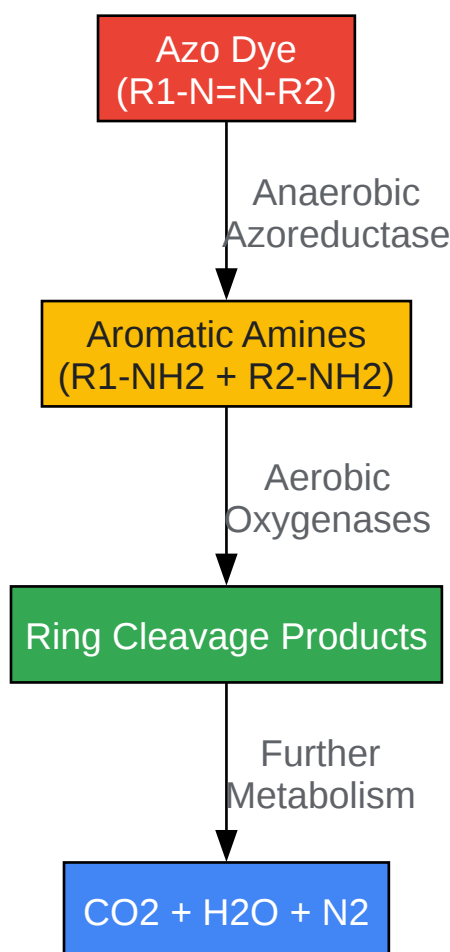 Azo Dye
(R1-N=N-R2)
Anaerobic
Azoreductase
Aromatic Amines
(R1-NH2 + R2-NH2)
Aerobic
Oxygenases
Ring Cleavage Products
Further
Metabolism
CO2 + H2O + N2